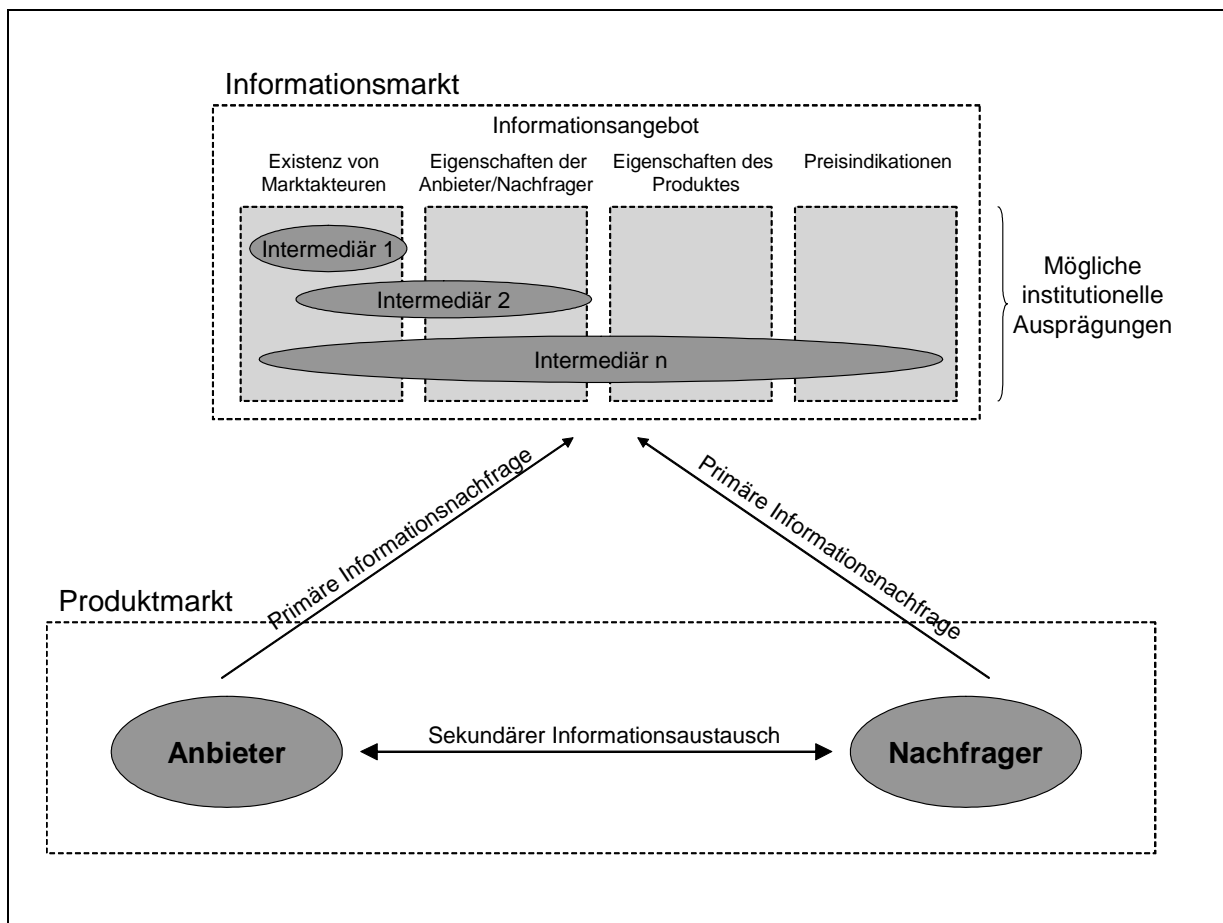 Informationsmarkt
Informationsangebot
Existenz von
Marktakteuren
Eigenschaften der
Anbieter/Nachfrager
Eigenschaften des
Produktes
Preisindikationen
Intermediär 1
Intermediär 2
Intermediär n
Mögliche
institutionelle
Ausprägungen
Primäre Informationsnachfrage
Primäre Informationsnachfrage
Produktmarkt
Anbieter
Sekundärer Informationsaustausch
Nachfrager